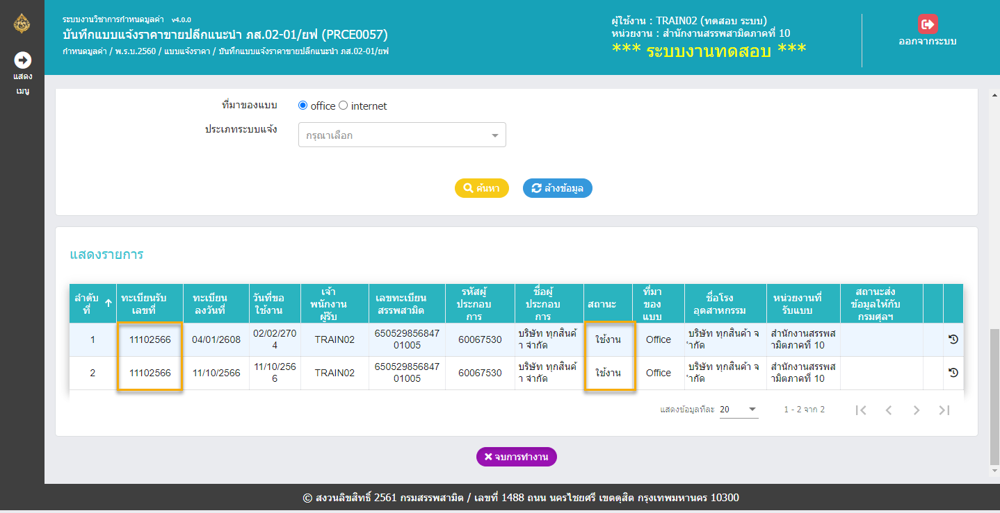 ระบบงานวิชาการกำหนดมูลค่า v4.0.0
บันทึกแบบแจ้งราคาขายปลีกแนะนำ ภส.02-01/ยฟ (PRCE0057)
กำหนดมูลค่า / พ.ร.บ.2560 / แบบแจ้งราคา / บันทึกแบบแจ้งราคาขายปลีกแนะนำ ภส.02-01/ยฟ
ผู้ใช้งาน : TRAIN02 (ทดสอบ ระบบ)
หน่วยงาน : สำนักงานสรรพสามิตภาคที่ 10
*** ระบบงานทดสอบ ***
ออกจากระบบ
แสดง
เมนู
ที่มาของแบบ office internet
ประเภทระบบแจ้ง กรุณาเลือก
ค้นหา ล้างข้อมูล
แสดงรายการ
ลำดับที่ ทะเบียนรับเลขที่ ทะเบียนลงวันที่ วันที่ขอใช้งาน เจ้าพนักงานผู้รับ เลขทะเบียนสรรพสามิต รหัสผู้ประกอบการ ชื่อผู้ประกอบการ สถานะ ที่มาของแบบ ชื่อโรงอุตสาหกรรม หน่วยงานที่รับแบบ สถานะส่งข้อมูลให้กับกรมศุลฯ
1 11102566 04/01/2608 02/02/2704 TRAIN02 65052985684701005 60067530 บริษัท ทุกสินค้า จำกัด ใช้งาน Office บริษัท ทุกสินค้า จำกัด สำนักงานสรรพสามิตภาคที่ 10
2 11102566 11/10/2566 11/10/2566 TRAIN02 65052985684701005 60067530 บริษัท ทุกสินค้า จำกัด ใช้งาน Office บริษัท ทุกสินค้า จำกัด สำนักงานสรรพสามิตภาคที่ 10
แสดงข้อมูลทีละ 20 1 - 2 จาก 2
จบการทำงาน
© สงวนลิขสิทธิ์ 2561 กรมสรรพสามิต / เลขที่ 1488 ถนน นครไชยศรี เขตดุสิต กรุงเทพมหานคร 10300